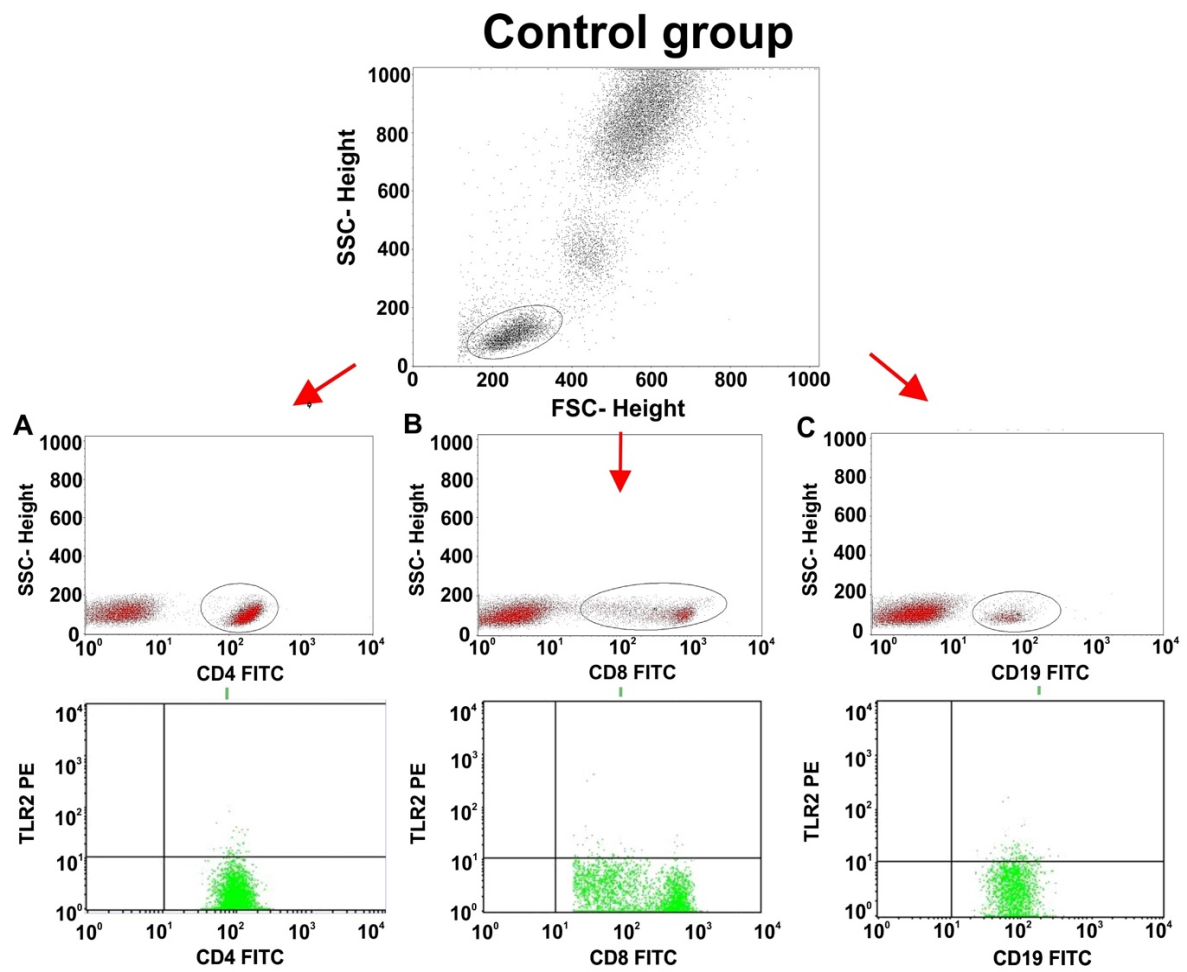 Control group
SSC- Height
1000
800
600
400
200
0
0 200 400 600 800 1000
FSC- Height
A
SSC- Height
1000
800
600
400
200
0
10⁰ 10¹ 10² 10³ 10⁴
CD4 FITC
B
SSC- Height
1000
800
600
400
200
0
10⁰ 10¹ 10² 10³ 10⁴
CD8 FITC
C
SSC- Height
1000
800
600
400
200
0
10⁰ 10¹ 10² 10³ 10⁴
CD19 FITC
TLR2 PE
10⁴
10³
10²
10¹
10⁰
10⁰ 10¹ 10² 10³ 10⁴
CD4 FITC
TLR2 PE
10⁴
10³
10²
10¹
10⁰
10⁰ 10¹ 10² 10³ 10⁴
CD8 FITC
TLR2 PE
10⁴
10³
10²
10¹
10⁰
10⁰ 10¹ 10² 10³ 10⁴
CD19 FITC